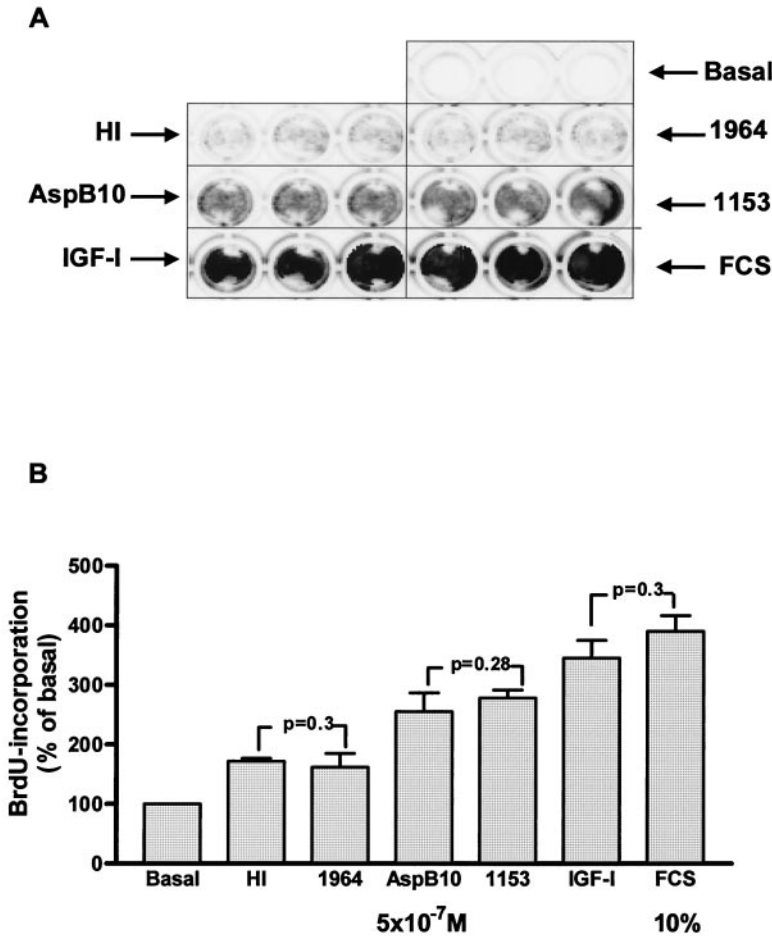 A
Basal
HI
1964
AspB10
1153
IGF-I
FCS
B
BrdU-incorporation
(% of basal)
500
400
300
200
100
0
p=0.3
p=0.28
p=0.3
Basal HI 1964 AspB10 1153 IGF-I FCS
5x10⁻⁷M 10%